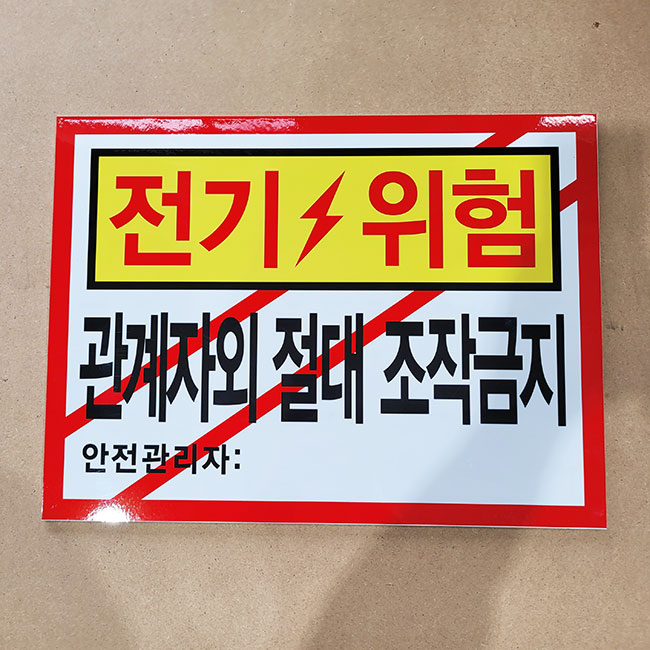 전기 위험
관계자외 절대 조작금지
안전관리자: